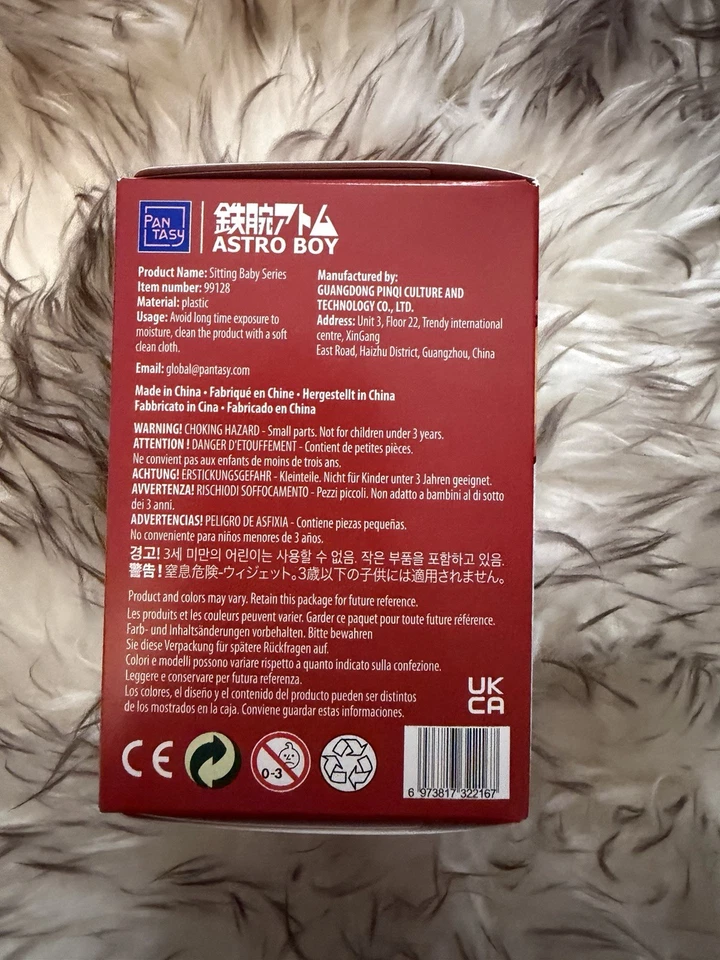 PAN
TASY
鉄腕アトム
ASTRO BOY
Product Name: Sitting Baby Series
Item number: 99128
Material: plastic
Usage: Avoid long time exposure to
moisture, clean the product with a soft
clean cloth.
Email: global@pantasy.com
Manufactured by:
GUANGDONG PINQI CULTURE AND
TECHNOLOGY CO., LTD.
Address: Unit 3, Floor 22, Trendy international
centre, XinGang
East Road, Haizhu District, Guangzhou, China
Made in China • Fabriqué en Chine • Hergestellt in China
Fabbricato in Cina • Fabricado en China
WARNING! CHOKING HAZARD - Small parts. Not for children under 3 years.
ATTENTION ! DANGER D'ETOUFFEMENT - Contient de petites pièces.
Ne convient pas aux enfants de moins de trois ans.
ACHTUNG! ERSTICKUNGSGEFAHR - Kleinteile. Nicht für Kinder unter 3 Jahren geeignet.
AVVERTENZA! RISCHIODI SOFFOCAMENTO - Pezzi piccoli. Non adatto a bambini al di sotto
dei 3 anni.
ADVERTENCIAS! PELIGRO DE ASFIXIA - Contiene piezas pequeñas.
No conveniente para niños menores de 3 años.
경고! 3세 미만의 어린이는 사용할 수 없음. 작은 부품을 포함하고 있음.
警告!窒息危険-ウィジェット。3歳以下の子供には適用されません。
Product and colors may vary. Retain this package for future reference.
Les produits et les couleurs peuvent varier. Garder ce paquet pour toute future référence.
Farb- und Inhaltsänderungen vorbehalten. Bitte bewahren
Sie diese Verpackung für spätere Rückfragen auf.
Colori e modelli possono variare rispetto a quanto indicato sulla confezione.
Leggere e conservare per futura referenza.
Los colores, el diseño y el contenido del producto pueden ser distintos
de los mostrados en la caja. Conviene guardar estas informaciones.
UK
CA
CE
0-3
6 973817 322167